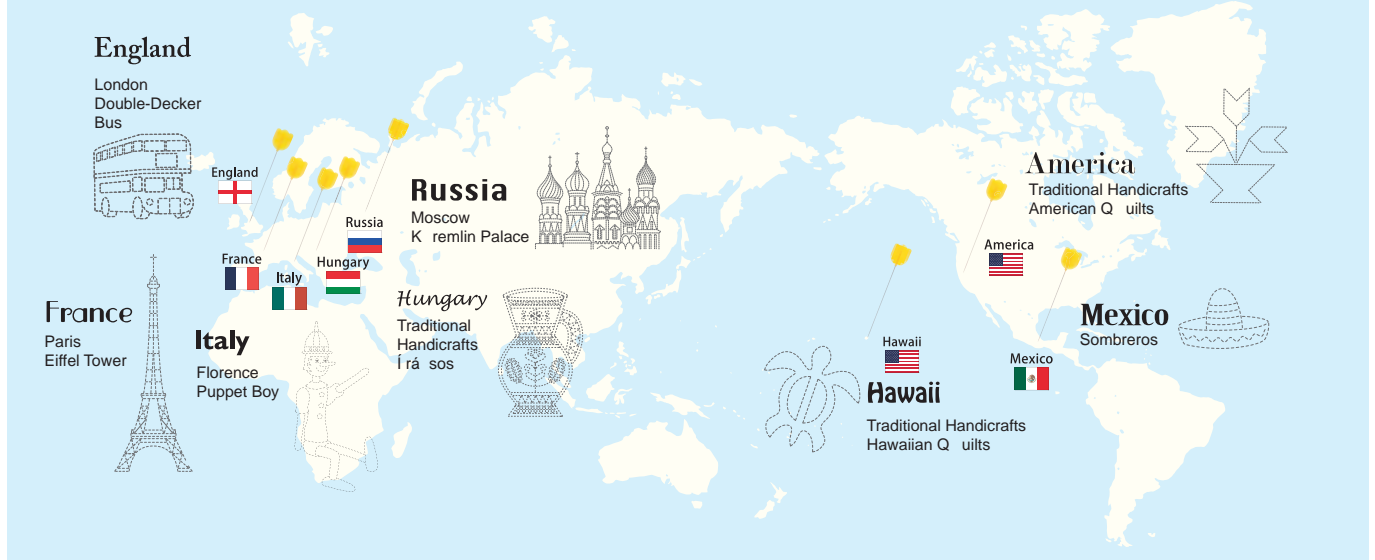 England
London
Double-Decker
Bus
England
France
Italy
Hungary
Russia
Russia
Moscow
K remlin Palace
France
Paris
Eiffel Tower
Italy
Florence
Puppet Boy
Hungary
Traditional
Handicrafts
Í rá sos
America
Traditional Handicrafts
American Q uilts
America
Mexico
Sombreros
Mexico
Hawaii
Hawaii
Traditional Handicrafts
Hawaiian Q uilts